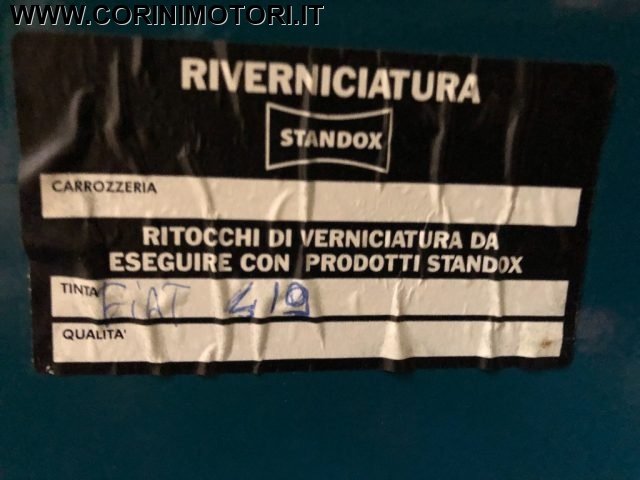 WWW.CORINIMOTORI.IT
RIVERNICIATURA
STANDOX
CARROZZERIA
RITOCCHI DI VERNICIATURA DA
ESEGUIRE CON PRODOTTI STANDOX
TINTA FIAT 419
QUALITA'